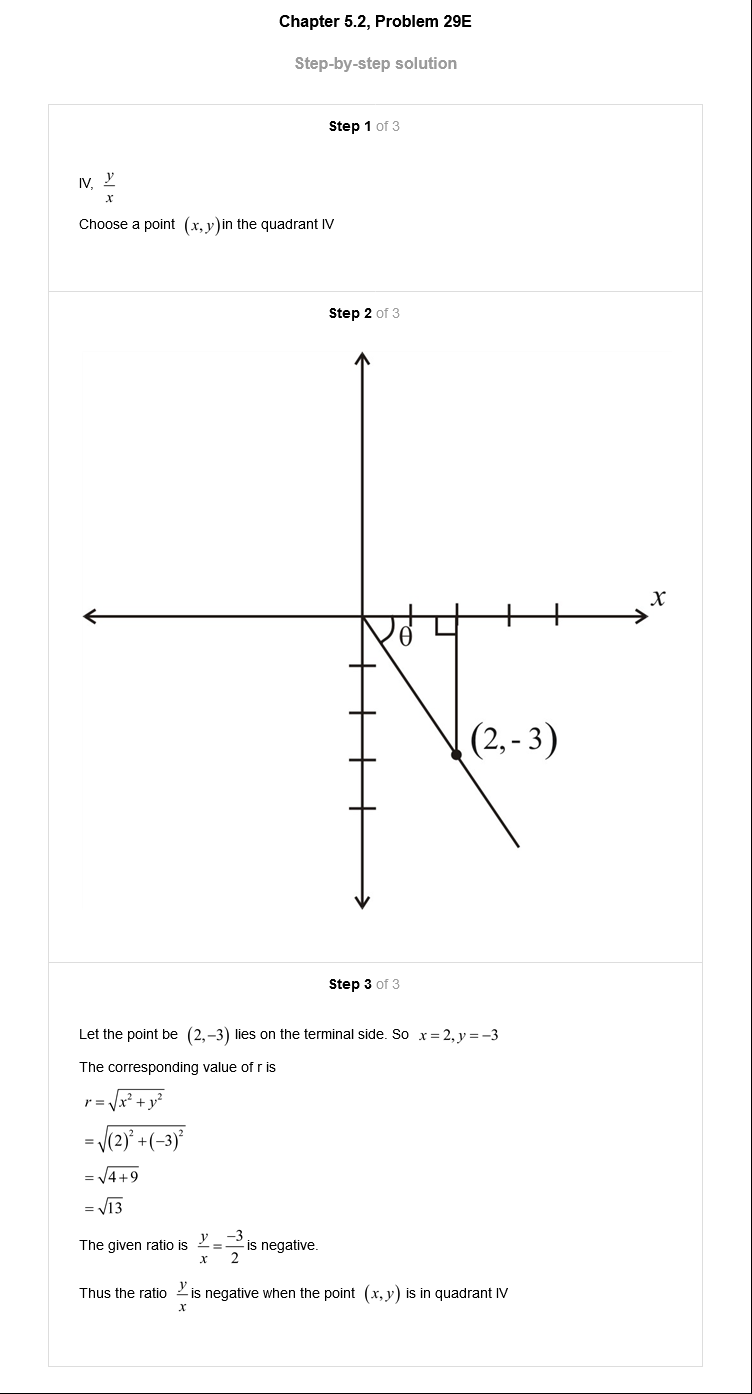 Chapter 5.2, Problem 29E
Step-by-step solution
Step 1 of 3
IV, y/x
Choose a point (x, y)in the quadrant IV
Step 2 of 3
x
θ
(2, - 3)
Step 3 of 3
Let the point be (2,−3) lies on the terminal side. So x = 2, y = −3
The corresponding value of r is
r = √(x² + y²)
= √((2)² + (−3)²)
= √(4+9)
= √13
The given ratio is y/x = −3/2 is negative.
Thus the ratio y/x is negative when the point (x, y) is in quadrant IV